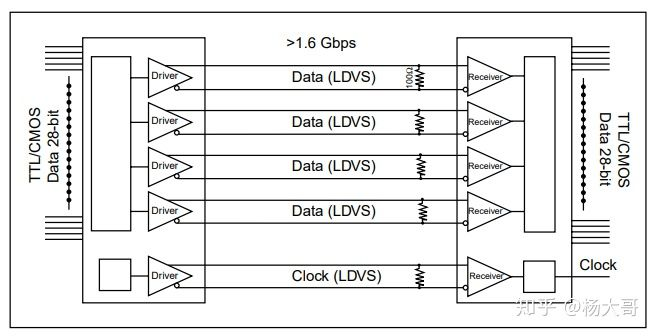 >1.6 Gbps
Driver
Data (LDVS)
100Ω
Receiver
Driver
Data (LDVS)
Receiver
TTL/CMOS
Data 28-bit
Driver
Data (LDVS)
Receiver
TTL/CMOS
Data 28-bit
Driver
Data (LDVS)
Receiver
Driver
Clock (LDVS)
Receiver
Clock
知乎 @杨大哥